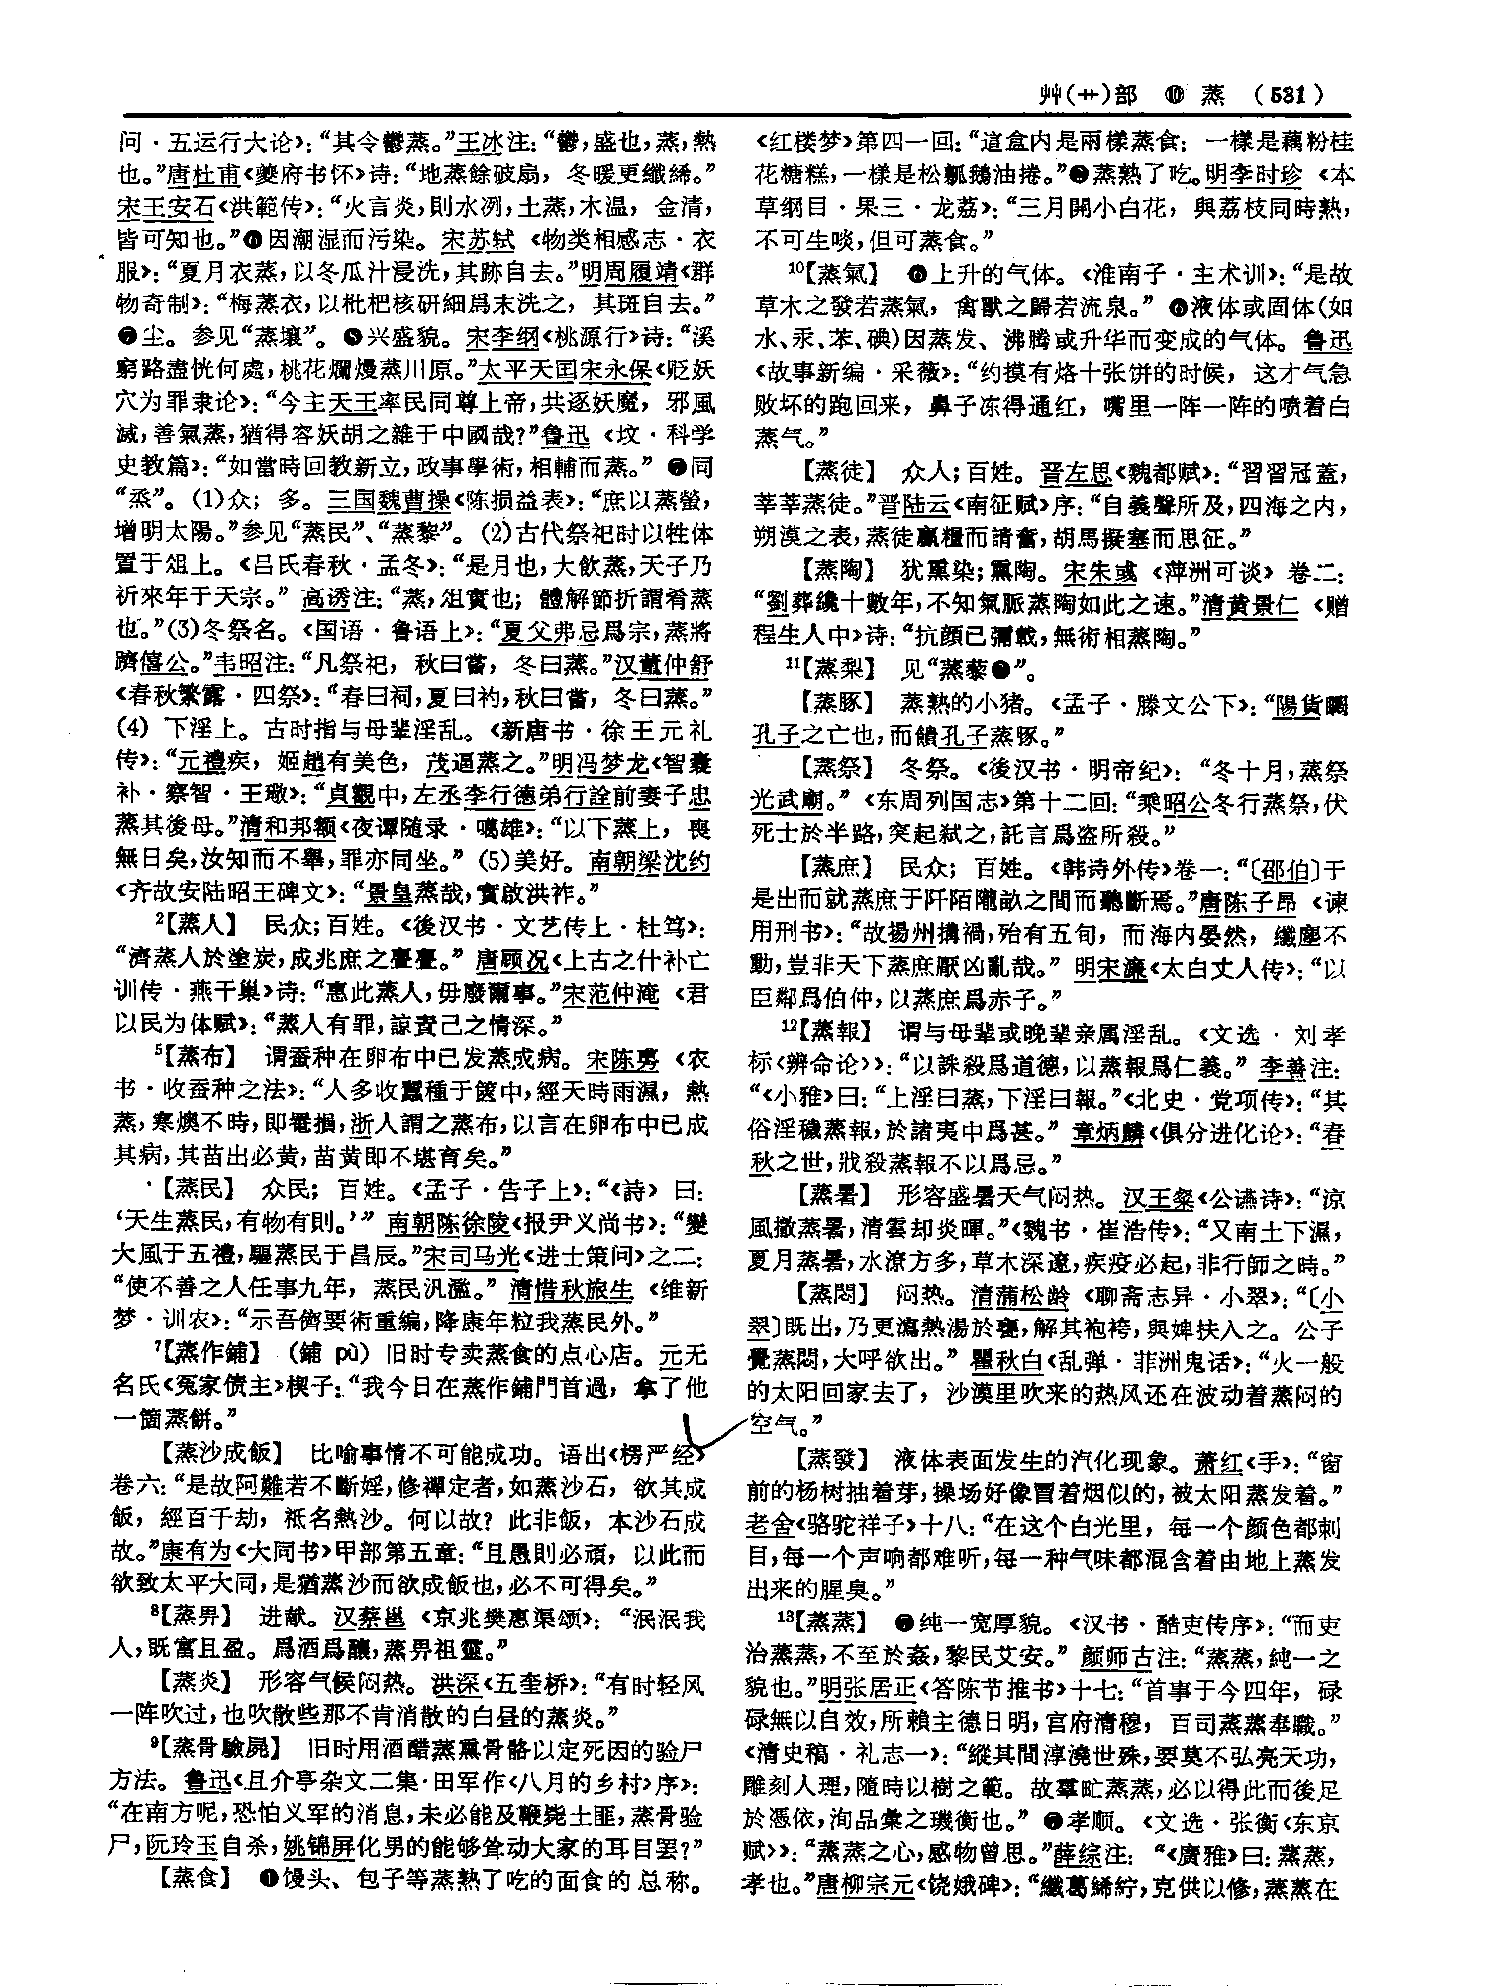 艸(艹)部 ⑩ 蒸 (531)
问·五运行大论》：“其令鬱蒸。”王冰注：“鬱，盛也，蒸，熱
也。”唐杜甫《夔府书怀》诗：“地蒸餘破扇，冬暖更纖絺。”
宋王安石《洪範传》：“火言炎，則水洌，土蒸，木温，金清，
皆可知也。”因潮湿而污染。宋苏轼《物类相感志·衣
服》：“夏月衣蒸，以冬瓜汁浸洗，其跡自去。”明周履靖《群
物奇制》：“梅蒸衣，以枇杷核研細爲末洗之，其斑自去。”
尘。参见“蒸壤”。兴盛貌。宋李纲《桃源行》诗：“溪
窮路盡恍何處，桃花爛熳蒸川原。”太平天囯宋永保《贬妖
穴为罪隶论》：“今主天王率民同尊上帝，共逐妖魔，邪風
滅，善氣蒸，猶得容妖胡之雜于中國哉？”鲁迅《坟·科学
史教篇》：“如當時回教新立，政事學術，相輔而蒸。”同
“烝”。(1)众；多。三国魏曹操《陈损益表》：“庶以蒸螢，
增明太陽。”参见“蒸民”、“蒸黎”。(2)古代祭祀时以牲体
置于俎上。《吕氏春秋·孟冬》：“是月也，大飲蒸，天子乃
祈來年于天宗。”高诱注：“蒸，俎實也；體解節折謂肴蒸
也。”(3)冬祭名。《国语·鲁语上》：“夏父弗忌爲宗，蒸將
躋僖公。”韦昭注：“凡祭祀，秋曰嘗，冬曰蒸。”汉董仲舒
《春秋繁露·四祭》：“春曰祠，夏曰礿，秋曰嘗，冬曰蒸。”
(4)下淫上。古时指与母辈淫乱。《新唐书·徐王元礼
传》：“元禮疾，姬趙有美色，茂逼蒸之。”明冯梦龙《智囊
补·察智·王璥》：“貞觀中，左丞李行德弟行詮前妻子忠
蒸其後母。”清和邦额《夜谭随录·噶雄》：“以下蒸上，喪
無日矣，汝知而不舉，罪亦同坐。”(5)美好。南朝梁沈约
《齐故安陆昭王碑文》：“景皇蒸哉，實啟洪祚。”
2【蒸人】 民众；百姓。《後汉书·文艺传上·杜笃》：
“濟蒸人於塗炭，成兆庶之亹亹。”唐顾况《上古之什补亡
训传·燕于巢》诗：“惠此蒸人，毋廢爾事。”宋范仲淹《君
以民为体赋》：“蒸人有罪，諒責己之情深。”
5【蒸布】 谓蚕种在卵布中已发蒸成病。宋陈旉《农
书·收蚕种之法》：“人多收蠶種于箧中，經天時雨濕，熱
蒸，寒燠不時，即罨損，浙人謂之蒸布，以言在卵布中已成
其病，其苗出必黄，苗黄即不堪育矣。”
【蒸民】 众民；百姓。《孟子·告子上》：“《詩》曰：
‘天生蒸民，有物有則。’”南朝陈徐陵《报尹义尚书》：“變
大風于五禮，驅蒸民于昌辰。”宋司马光《进士策问》之二：
“使不善之人任事九年，蒸民汎濫。”清惜秋旅生《维新
梦·训农》：“示吾儕要術重編，降康年粒我蒸民外。”
7【蒸作鋪】（鋪 pù）旧时专卖蒸食的点心店。元无
名氏《冤家债主》楔子：“我今日在蒸作鋪門首過，拿了他
一箇蒸餅。”
【蒸沙成飯】 比喻事情不可能成功。语出《楞严经》
卷六：“是故阿難若不斷婬，修禪定者，如蒸沙石，欲其成
飯，經百千劫，祗名熱沙。何以故？此非飯，本沙石成
故。”康有为《大同书》甲部第五章：“且愚則必頑，以此而
欲致太平大同，是猶蒸沙而欲成飯也，必不可得矣。”
8【蒸畀】 进献。汉蔡邕《京兆樊惠渠颂》：“泯泯我
人，既富且盈。爲酒爲釀，蒸畀祖靈。”
【蒸炎】 形容气候闷热。洪深《五奎桥》：“有时轻风
一阵吹过，也吹散些那不肯消散的白昼的蒸炎。”
9【蒸骨驗屍】 旧时用酒醋蒸熏骨骼以定死因的验尸
方法。鲁迅《且介亭杂文二集·田军作〈八月的乡村〉序》：
“在南方呢，恐怕义军的消息，未必能及鞭毙土匪，蒸骨验
尸，阮玲玉自杀，姚锦屏化男的能够耸动大家的耳目罢？”
【蒸食】 ❶馒头、包子等蒸熟了吃的面食的总称。
《红楼梦》第四一回：“這盒内是兩樣蒸食：一樣是藕粉桂
花糖糕，一樣是松瓤鵝油捲。”❷蒸熟了吃。明李时珍《本
草纲目·果三·龙荔》：“三月開小白花，與荔枝同時熟，
不可生啖，但可蒸食。”
10【蒸氣】 ❶上升的气体。《淮南子·主术训》：“是故
草木之發若蒸氣，禽獸之歸若流泉。”❷液体或固体（如
水、汞、苯、碘）因蒸发、沸腾或升华而变成的气体。鲁迅
《故事新编·采薇》：“约摸有烙十张饼的时候，这才气急
败坏的跑回来，鼻子冻得通红，嘴里一阵一阵的喷着白
蒸气。”
【蒸徒】 众人；百姓。晋左思《魏都赋》：“習習冠蓋，
莘莘蒸徒。”晋陆云《南征赋》序：“自義聲所及，四海之内，
朔漠之表，蒸徒贏糧而請奮，胡馬擬塞而思征。”
【蒸陶】 犹熏染；熏陶。宋朱彧《萍洲可谈》卷二：
“劉葬纔十數年，不知氣脈蒸陶如此之速。”清黄景仁《赠
程生人中》诗：“抗顔已彌戴，無術相蒸陶。”
11【蒸梨】 见“蒸藜❶”。
【蒸豚】 蒸熟的小猪。《孟子·滕文公下》：“陽貨矙
孔子之亡也，而饋孔子蒸豚。”
【蒸祭】 冬祭。《後汉书·明帝纪》：“冬十月，蒸祭
光武廟。”《东周列国志》第十二回：“乘昭公冬行蒸祭，伏
死士於半路，突起弑之，託言爲盗所殺。”
【蒸庶】 民众；百姓。《韩诗外传》卷一：“〔邵伯〕于
是出而就蒸庶于阡陌隴畝之間而聽斷焉。”唐陈子昂《谏
用刑书》：“故揚州搆禍，殆有五旬，而海内晏然，纖塵不
動，豈非天下蒸庶厭凶亂哉。”明宋濂《太白丈人传》：“以
臣鄰爲伯仲，以蒸庶爲赤子。”
12【蒸報】 谓与母辈或晚辈亲属淫乱。《文选·刘孝
标〈辨命论〉》：“以誅殺爲道德，以蒸報爲仁義。”李善注：
“《小雅》曰：“上淫曰蒸，下淫曰報。”《北史·党项传》：“其
俗淫穢蒸報，於諸夷中爲甚。”章炳麟《俱分进化论》：“春
秋之世，戕殺蒸報不以爲忌。”
【蒸暑】 形容盛暑天气闷热。汉王粲《公讌诗》：“涼
風撤蒸暑，清雲却炎暉。”《魏书·崔浩传》：“又南土下濕，
夏月蒸暑，水潦方多，草木深邃，疾疫必起，非行師之時。”
【蒸悶】 闷热。清蒲松龄《聊斋志异·小翠》：“〔小
翠〕既出，乃更瀉熱湯於甕，解其袍袴，與婢扶入之。公子
覺蒸悶，大呼欲出。”瞿秋白《乱弹·菲洲鬼话》：“火一般
的太阳回家去了，沙漠里吹来的热风还在波动着蒸闷的
空气。”
【蒸發】 液体表面发生的汽化现象。萧红《手》：“窗
前的杨树抽着芽，操场好像冒着烟似的，被太阳蒸发着。”
老舍《骆驼祥子》十八：“在这个白光里，每一个颜色都刺
目，每一个声响都难听，每一种气味都混含着由地上蒸发
出来的腥臭。”
13【蒸蒸】 ❶纯一宽厚貌。《汉书·酷吏传序》：“而吏
治蒸蒸，不至於姦，黎民艾安。”颜师古注：“蒸蒸，純一之
貌也。”明张居正《答陈节推书》十七：“首事于今四年，碌
碌無以自效，所賴主德日明，官府清穆，百司蒸蒸奉職。”
《清史稿·礼志一》：“縱其間淳澆世殊，要莫不弘亮天功，
雕刻人理，隨時以樹之範。故羣甿蒸蒸，必以得此而後足
於憑依，洵品彙之璣衡也。”❷孝顺。《文选·张衡〈东京
赋〉》：“蒸蒸之心，感物曾思。”薛综注：“《廣雅》曰：蒸蒸，
孝也。”唐柳宗元《饶娥碑》：“纖葛絺紵，克供以修，蒸蒸在